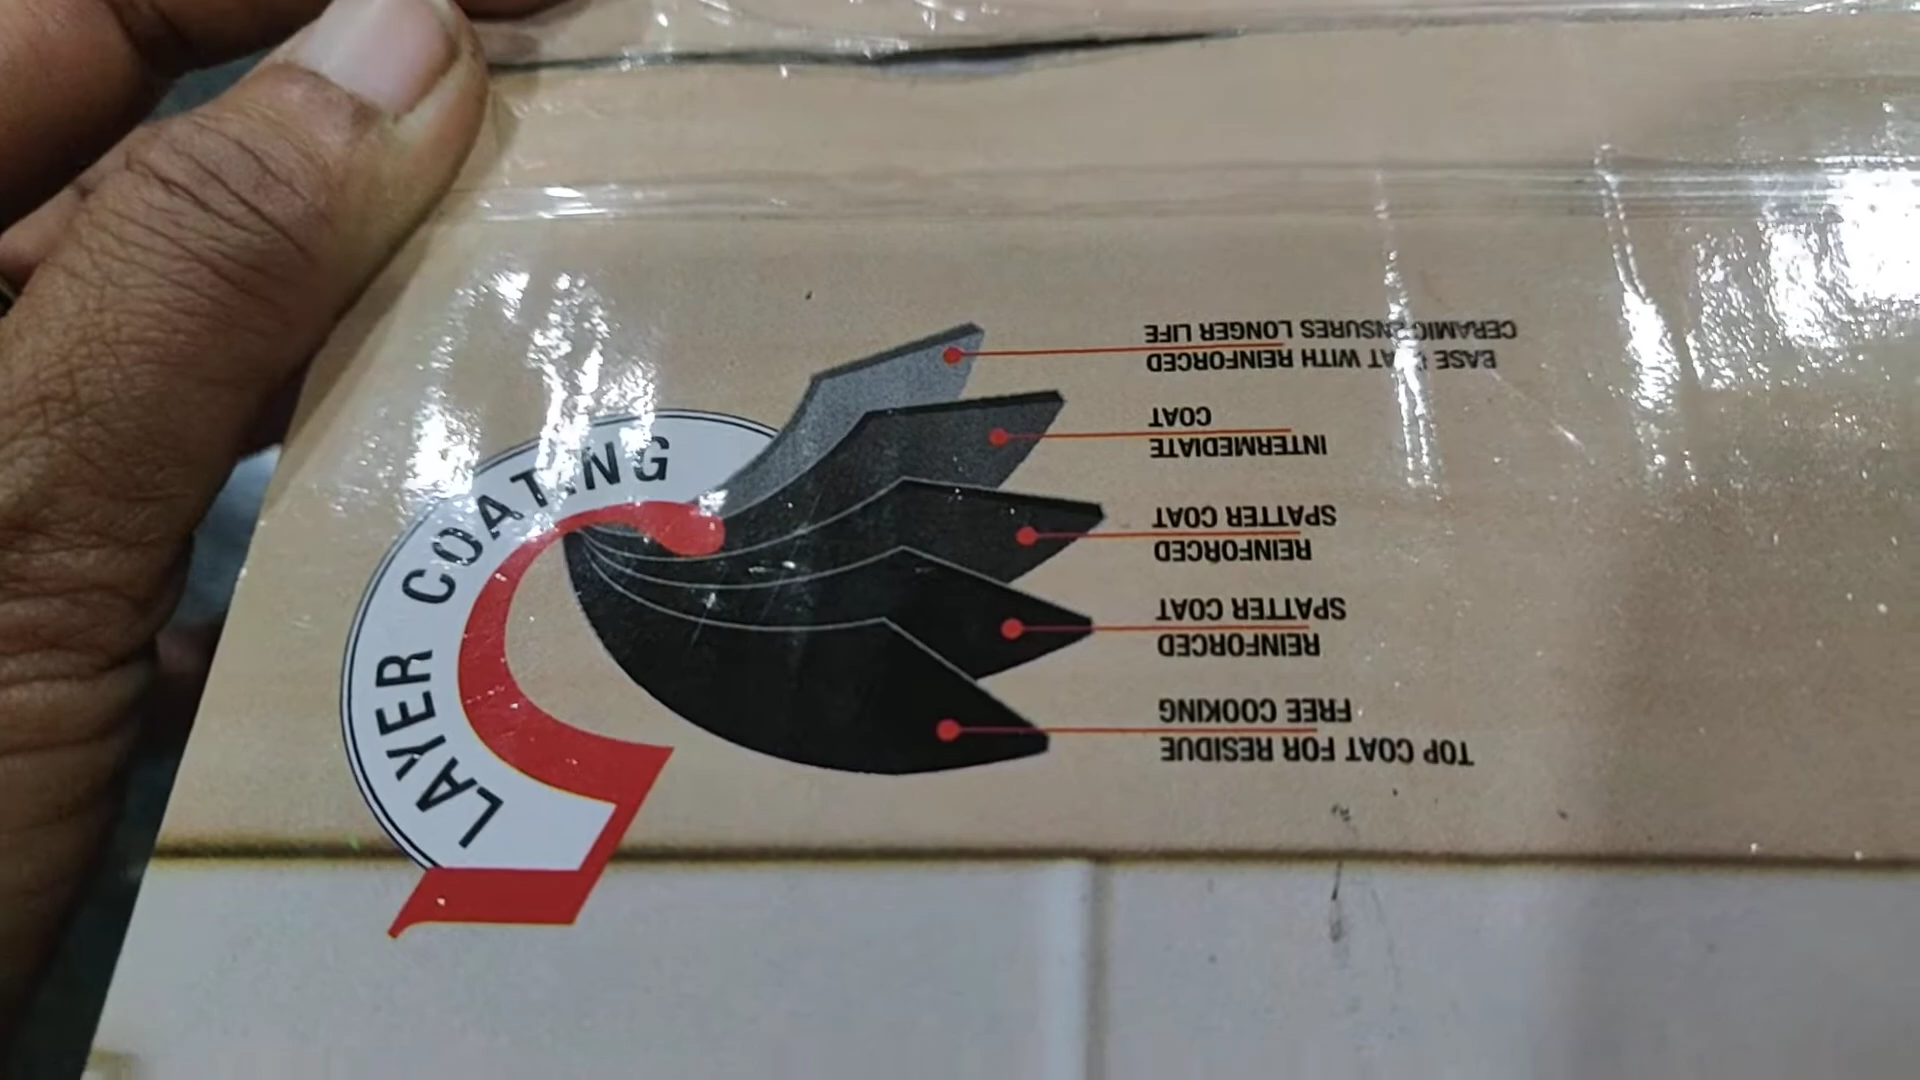 5
LAYER COATING
TOP COAT FOR RESIDUE
FREE COOKING
REINFORCED
SPATTER COAT
REINFORCED
SPATTER COAT
INTERMEDIATE
COAT
BASE COAT WITH REINFORCED
CERAMIC ENSURES LONGER LIFE